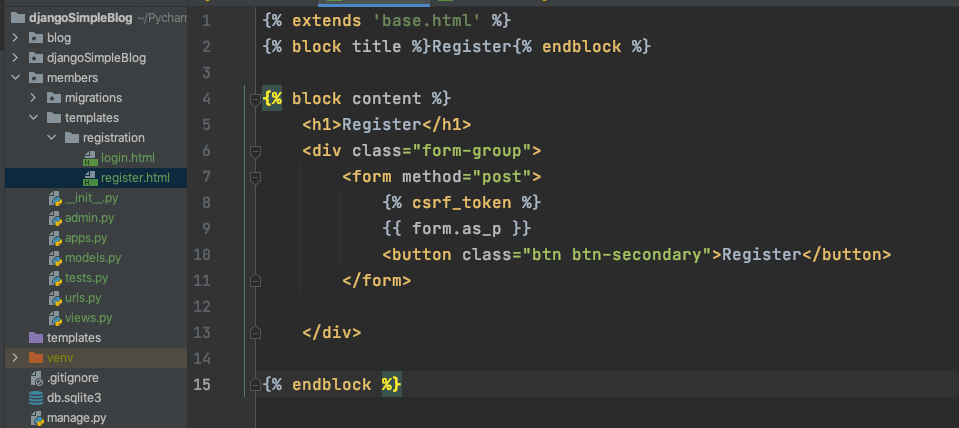 djangoSimpleBlog ~/Pycharm
blog
djangoSimpleBlog
members
migrations
templates
registration
login.html
register.html
__init__.py
admin.py
apps.py
models.py
tests.py
urls.py
views.py
templates
venv
.gitignore
db.sqlite3
manage.py
1 {% extends 'base.html' %}
2 {% block title %}Register{% endblock %}
3
4 {% block content %}
5 <h1>Register</h1>
6 <div class="form-group">
7 <form method="post">
8 {% csrf_token %}
9 {{ form.as_p }}
10 <button class="btn btn-secondary">Register</button>
11 </form>
12
13 </div>
14
15 {% endblock %}